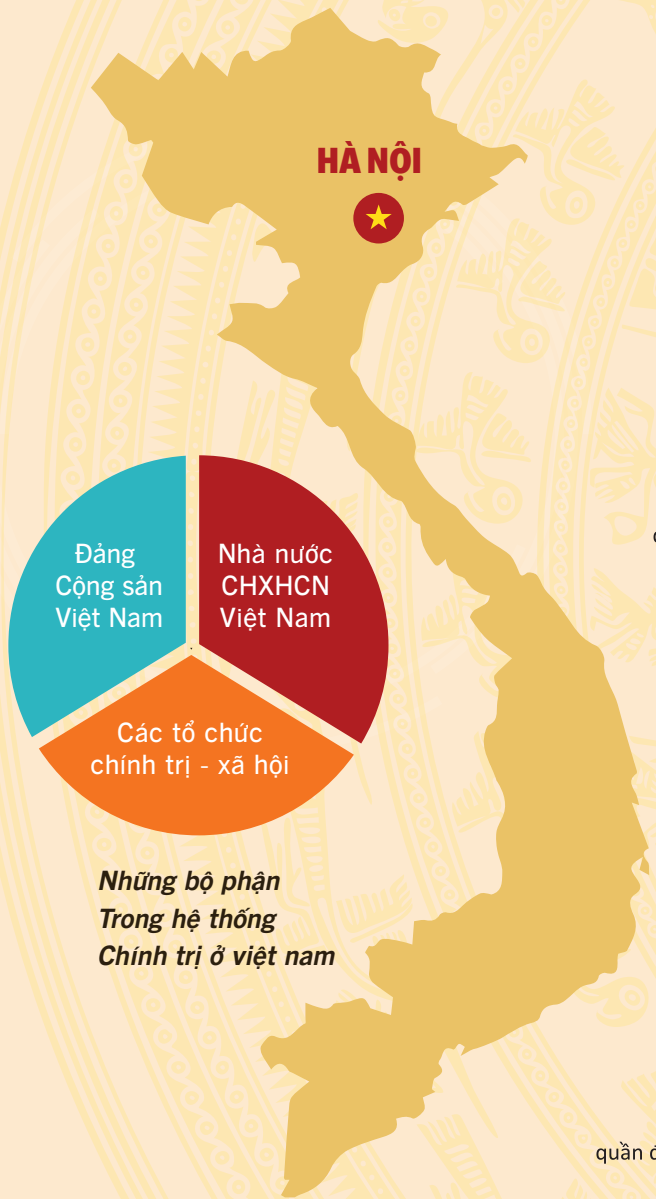 HÀ NỘI
Đảng
Cộng sản
Việt Nam
Nhà nước
CHXHCN
Việt Nam
Các tổ chức
chính trị - xã hội
Những bộ phận
Trong hệ thống
Chính trị ở việt nam
quần